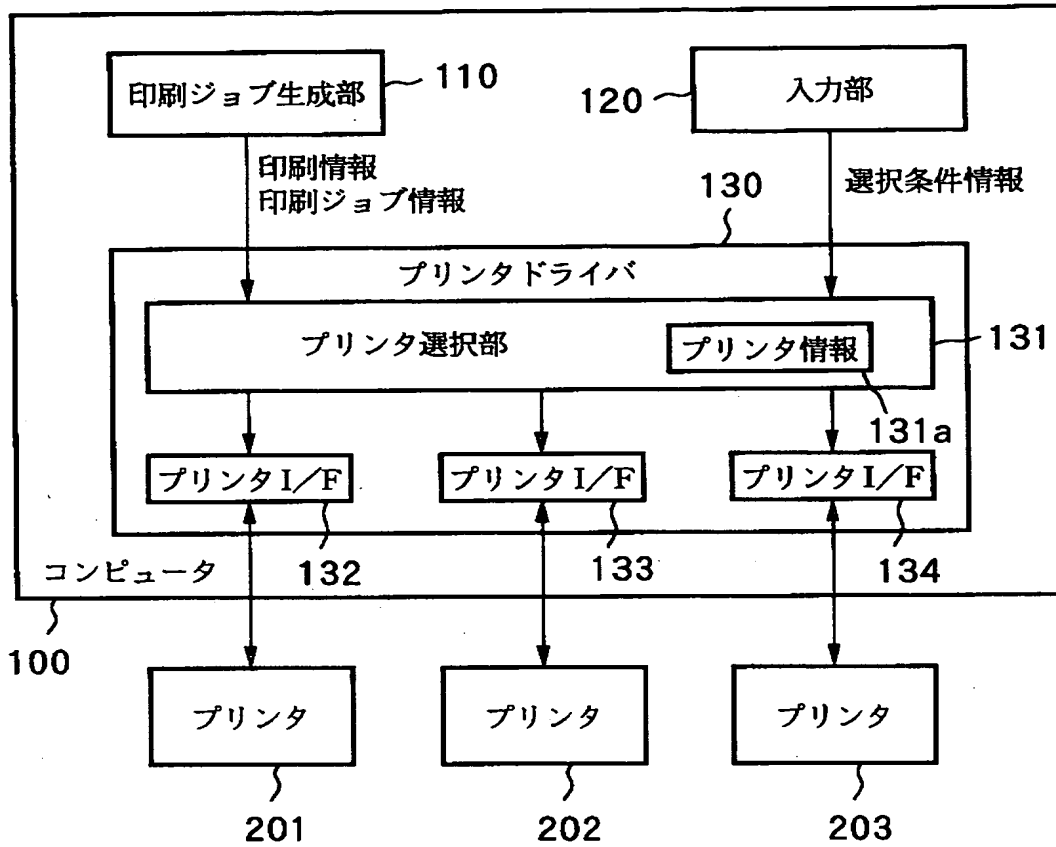 印刷ジョブ生成部
110
120
入力部
印刷情報
印刷ジョブ情報
130
選択条件情報
プリンタドライバ
プリンタ選択部
プリンタ情報
131
131a
プリンタI/F
プリンタI/F
プリンタI/F
132
133
134
コンピュータ
100
プリンタ
プリンタ
プリンタ
201
202
203